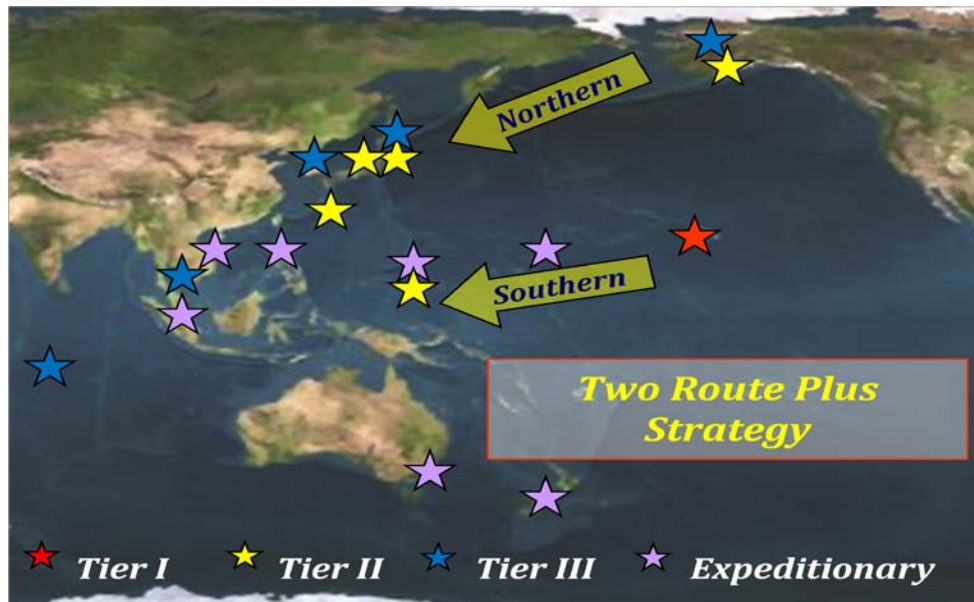 Northern
Southern
Two Route Plus
Strategy
Tier I
Tier II
Tier III
Expeditionary